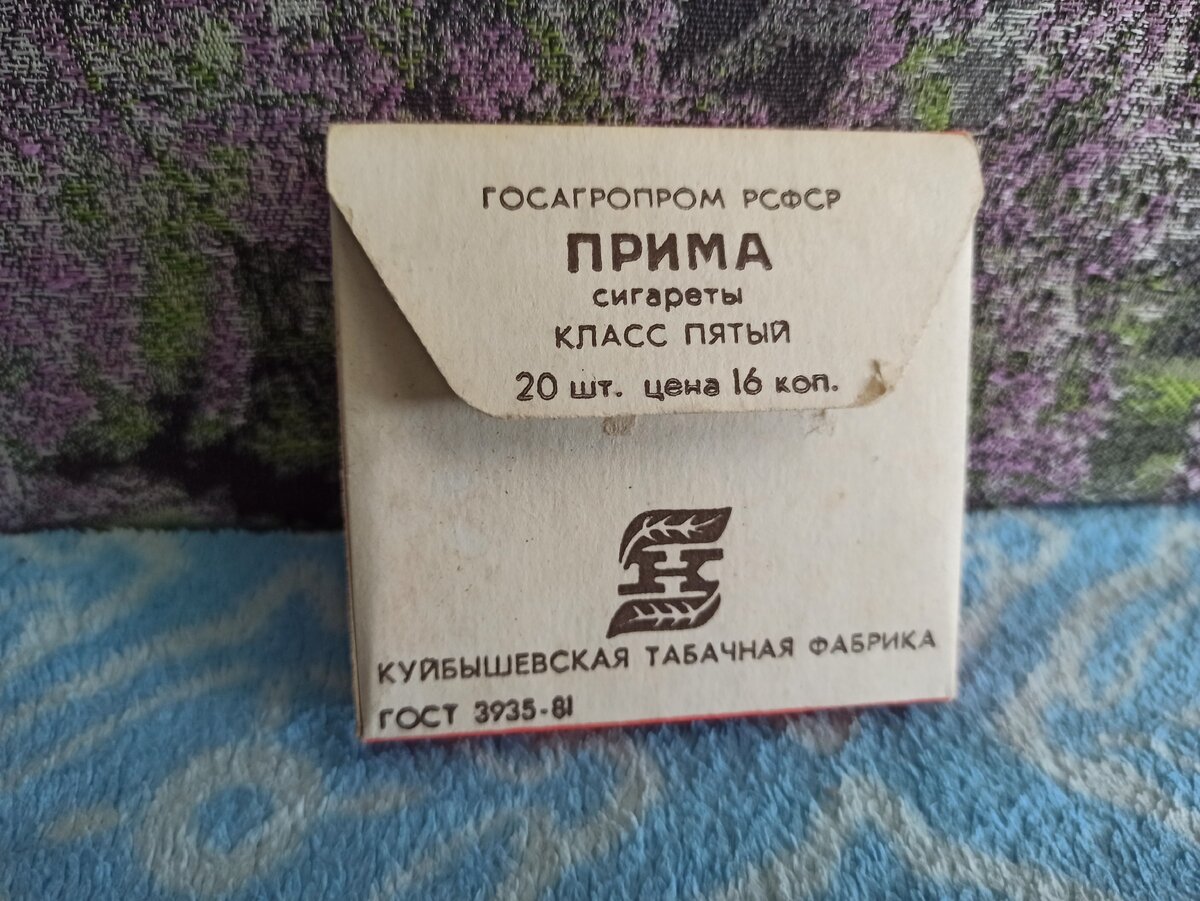 ГОСАГРОПРОМ РСФСР
ПРИМА
сигареты
КЛАСС ПЯТЫЙ
20 шт. цена 16 коп.
Н
КУЙБЫШЕВСКАЯ ТАБАЧНАЯ ФАБРИКА
ГОСТ 3935-81